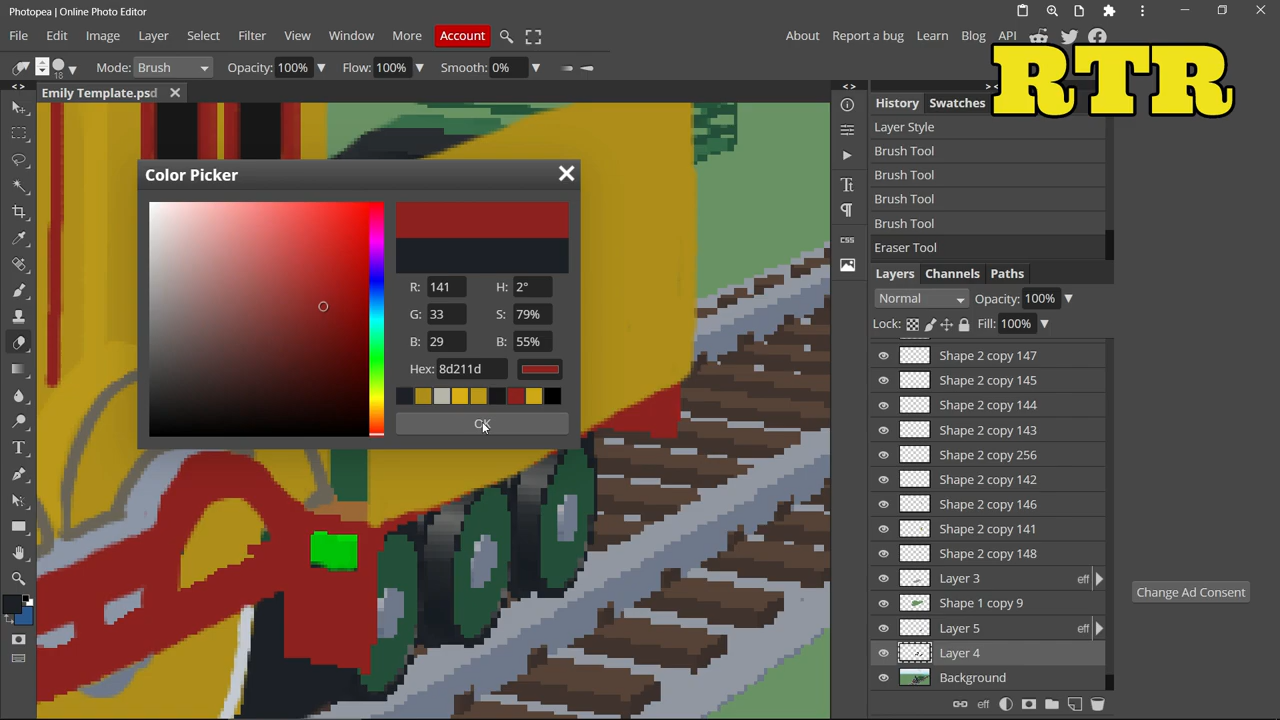 Photopea | Online Photo Editor
File Edit Image Layer Select Filter View Window More Account About Report a bug Learn Blog API
RTR
Mode: Brush Opacity: 100% Flow: 100% Smooth: 0%
18
Emily Template.psd
History Swatches
Layer Style
Brush Tool
Brush Tool
Brush Tool
Brush Tool
Eraser Tool
Color Picker
R: 141 H: 2°
G: 33 S: 79%
B: 29 B: 55%
Hex: 8d211d
OK
Layers Channels Paths
Normal Opacity: 100%
Lock: Fill: 100%
Shape 2 copy 147
Shape 2 copy 145
Shape 2 copy 144
Shape 2 copy 143
Shape 2 copy 256
Shape 2 copy 142
Shape 2 copy 146
Shape 2 copy 141
Shape 2 copy 148
Layer 3 eff
Shape 1 copy 9
Layer 5 eff
Layer 4
Background
eff
CSS
Change Ad Consent